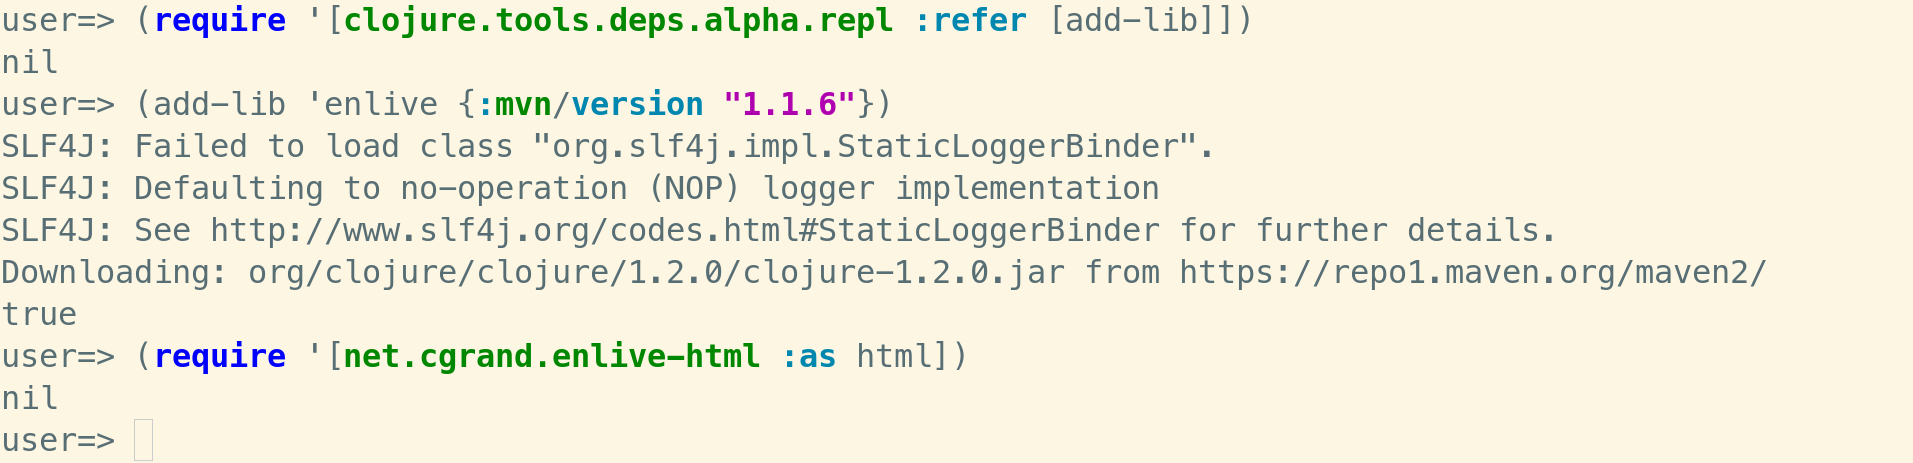 user=> (require '[clojure.tools.deps.alpha.repl :refer [add-lib]])
nil
user=> (add-lib 'enlive {:mvn/version "1.1.6"})
SLF4J: Failed to load class "org.slf4j.impl.StaticLoggerBinder".
SLF4J: Defaulting to no-operation (NOP) logger implementation
SLF4J: See http://www.slf4j.org/codes.html#StaticLoggerBinder for further details.
Downloading: org/clojure/clojure/1.2.0/clojure-1.2.0.jar from https://repo1.maven.org/maven2/
true
user=> (require '[net.cgrand.enlive-html :as html])
nil
user=>